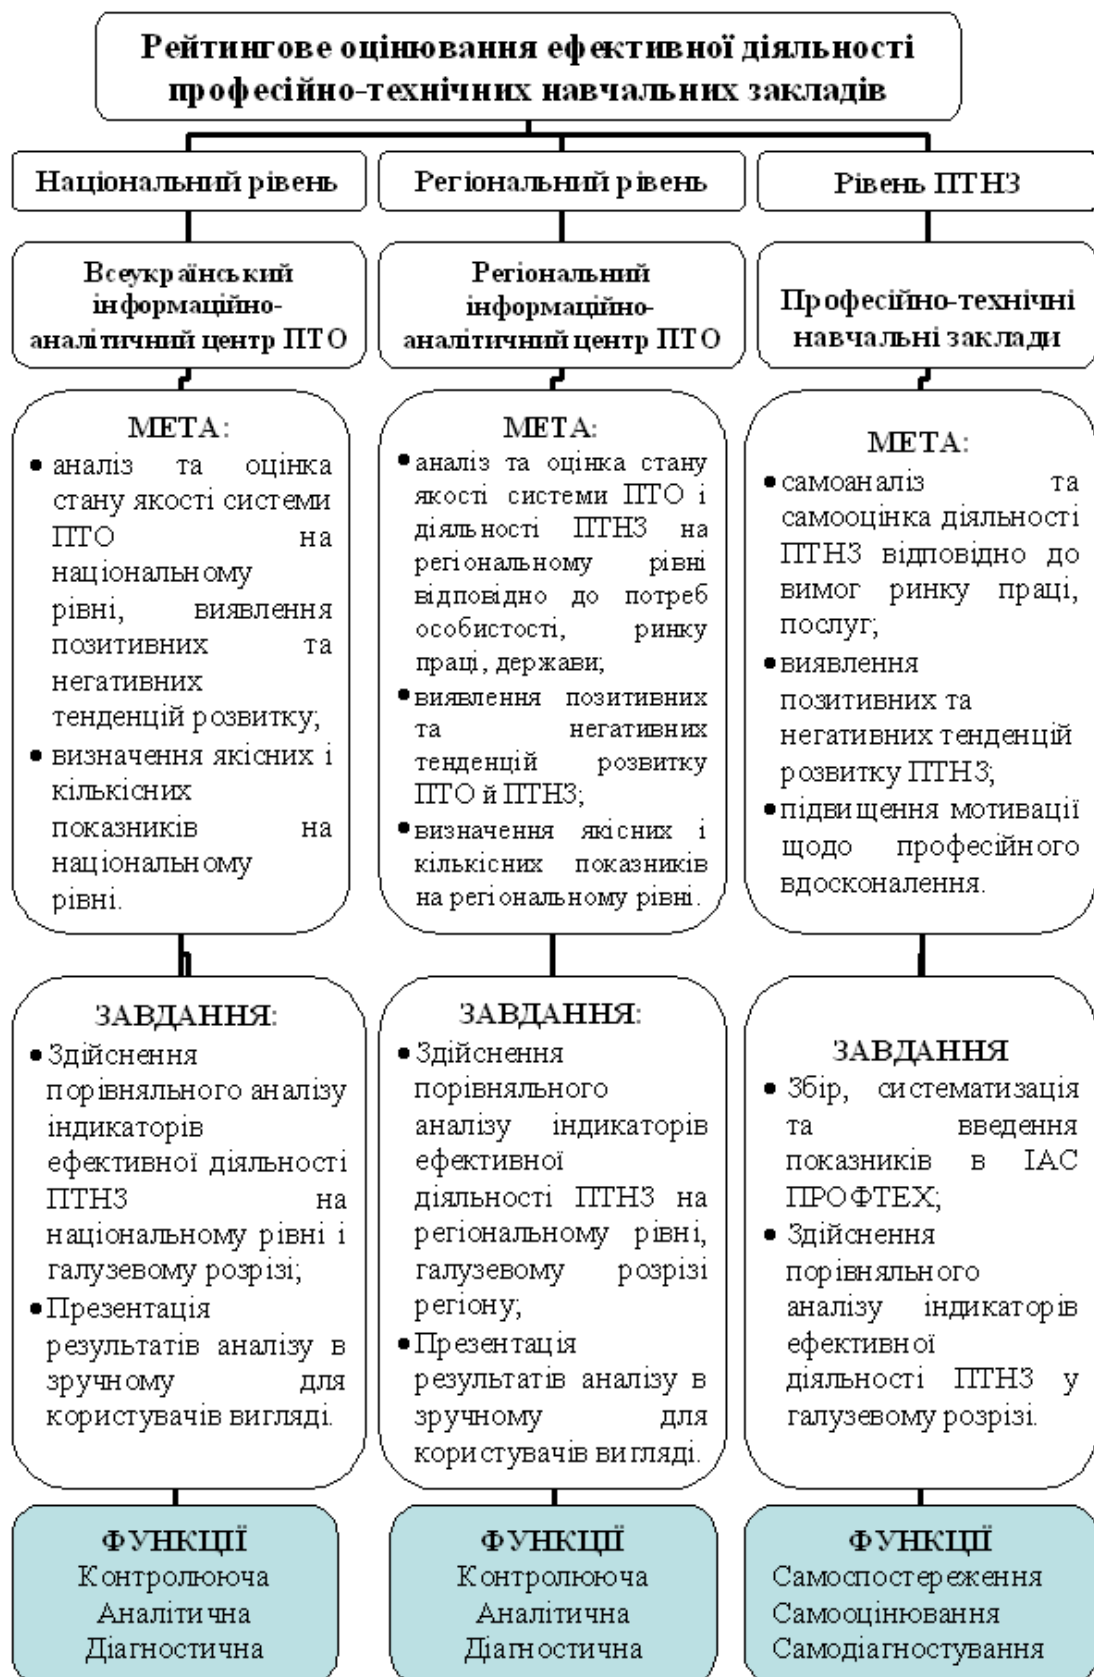 Рейтингове оцінювання ефективної діяльності
професійно-технічних навчальних закладів
Національний рівень
Регіональний рівень
Рівень ПТНЗ
Всеукраїнський
інформаційно-
аналітичний центр ПТО
Регіональний
інформаційно-
аналітичний центр ПТО
Професійно-технічні
навчальні заклади
МЕТА:
• аналіз та оцінка
стану якості системи
ПТО на
національному
рівні, виявлення
позитивних та
негативних
тенденцій розвитку;
• визначення якісних і
кількісних
показників на
національному
рівні.
МЕТА:
• аналіз та оцінка стану
якості системи ПТО і
діяльності ПТНЗ на
регіональному рівні
відповідно до потреб
особистості, ринку
праці, держави;
• виявлення позитивних
та негативних
тенденцій розвитку
ПТО й ПТНЗ;
• визначення якісних і
кількісних показників
на регіональному рівні.
МЕТА:
• самоаналіз та
самооцінка діяльності
ПТНЗ відповідно до
вимог ринку праці,
послуг;
• виявлення
позитивних та
негативних тенденцій
розвитку ПТНЗ;
• підвищення мотивації
щодо професійного
вдосконалення.
ЗАВДАННЯ:
• Здійснення
порівняльного аналізу
індикаторів
ефективної діяльності
ПТНЗ на
національному рівні і
галузевому розрізі;
• Презентація
результатів аналізу в
зручному для
користувачів вигляді.
ЗАВДАННЯ:
• Здійснення
порівняльного
аналізу індикаторів
ефективної
діяльності ПТНЗ на
регіональному рівні,
галузевому розрізі
регіону;
• Презентація
результатів аналізу в
зручному для
користувачів вигляді.
ЗАВДАННЯ
• Збір, систематизація
та введення
показників в ІАС
ПРОФТЕХ;
• Здійснення
порівняльного
аналізу індикаторів
ефективної
діяльності ПТНЗ у
галузевому розрізі.
ФУНКЦІЇ
Контролююча
Аналітична
Діагностична
ФУНКЦІЇ
Контролююча
Аналітична
Діагностична
ФУНКЦІЇ
Самоспостереження
Самооцінювання
Самодіагностування